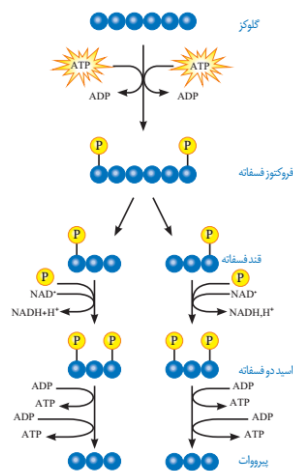 گلوکز
ATP
ATP
ADP
ADP
P
P
فروکتوز فسفاته
P
P
قند فسفاته
P
P
NAD⁺
NAD⁺
NADH+H⁺
NADH,H⁺
P
P
P
P
اسید دو فسفاته
ADP
ADP
ATP
ATP
ADP
ADP
ATP
ATP
پیرووات